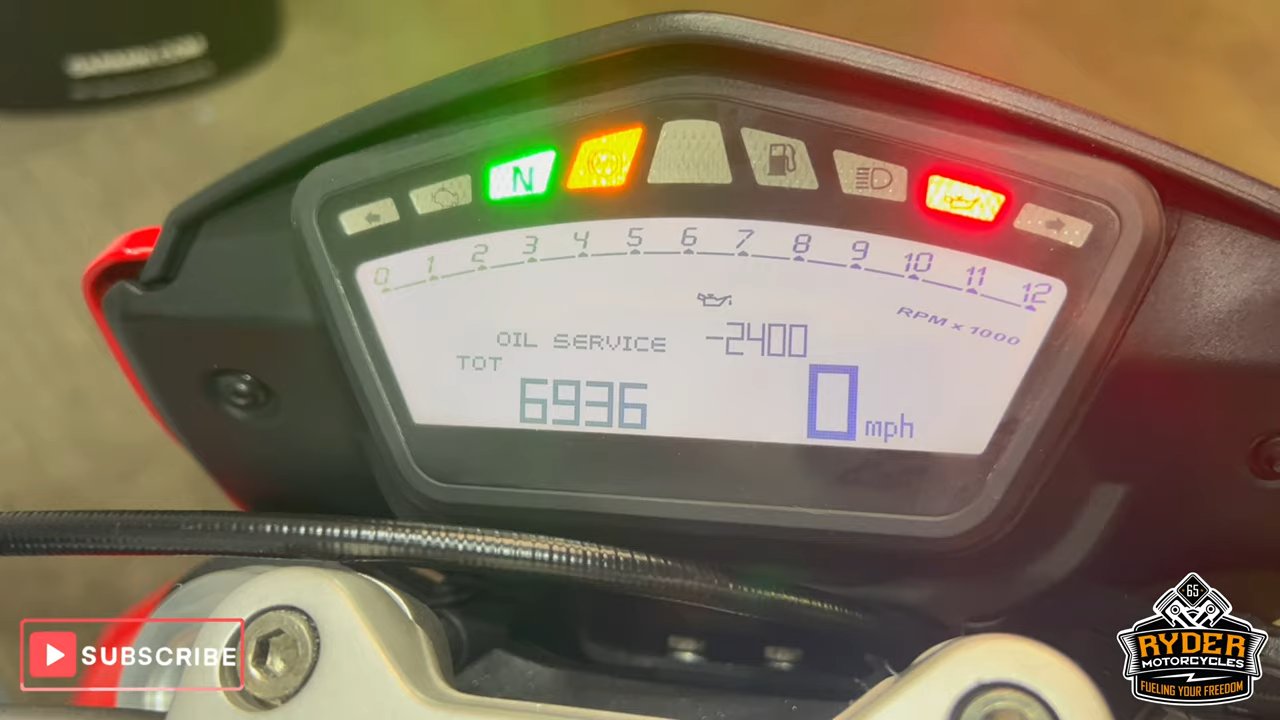 N
0 1 2 3 4 5 6 7 8 9 10 11 12
RPM x 1000
OIL SERVICE -2400
TOT
6936
0 mph
SUBSCRIBE
65
RYDER
MOTORCYCLES
FUELING YOUR FREEDOM